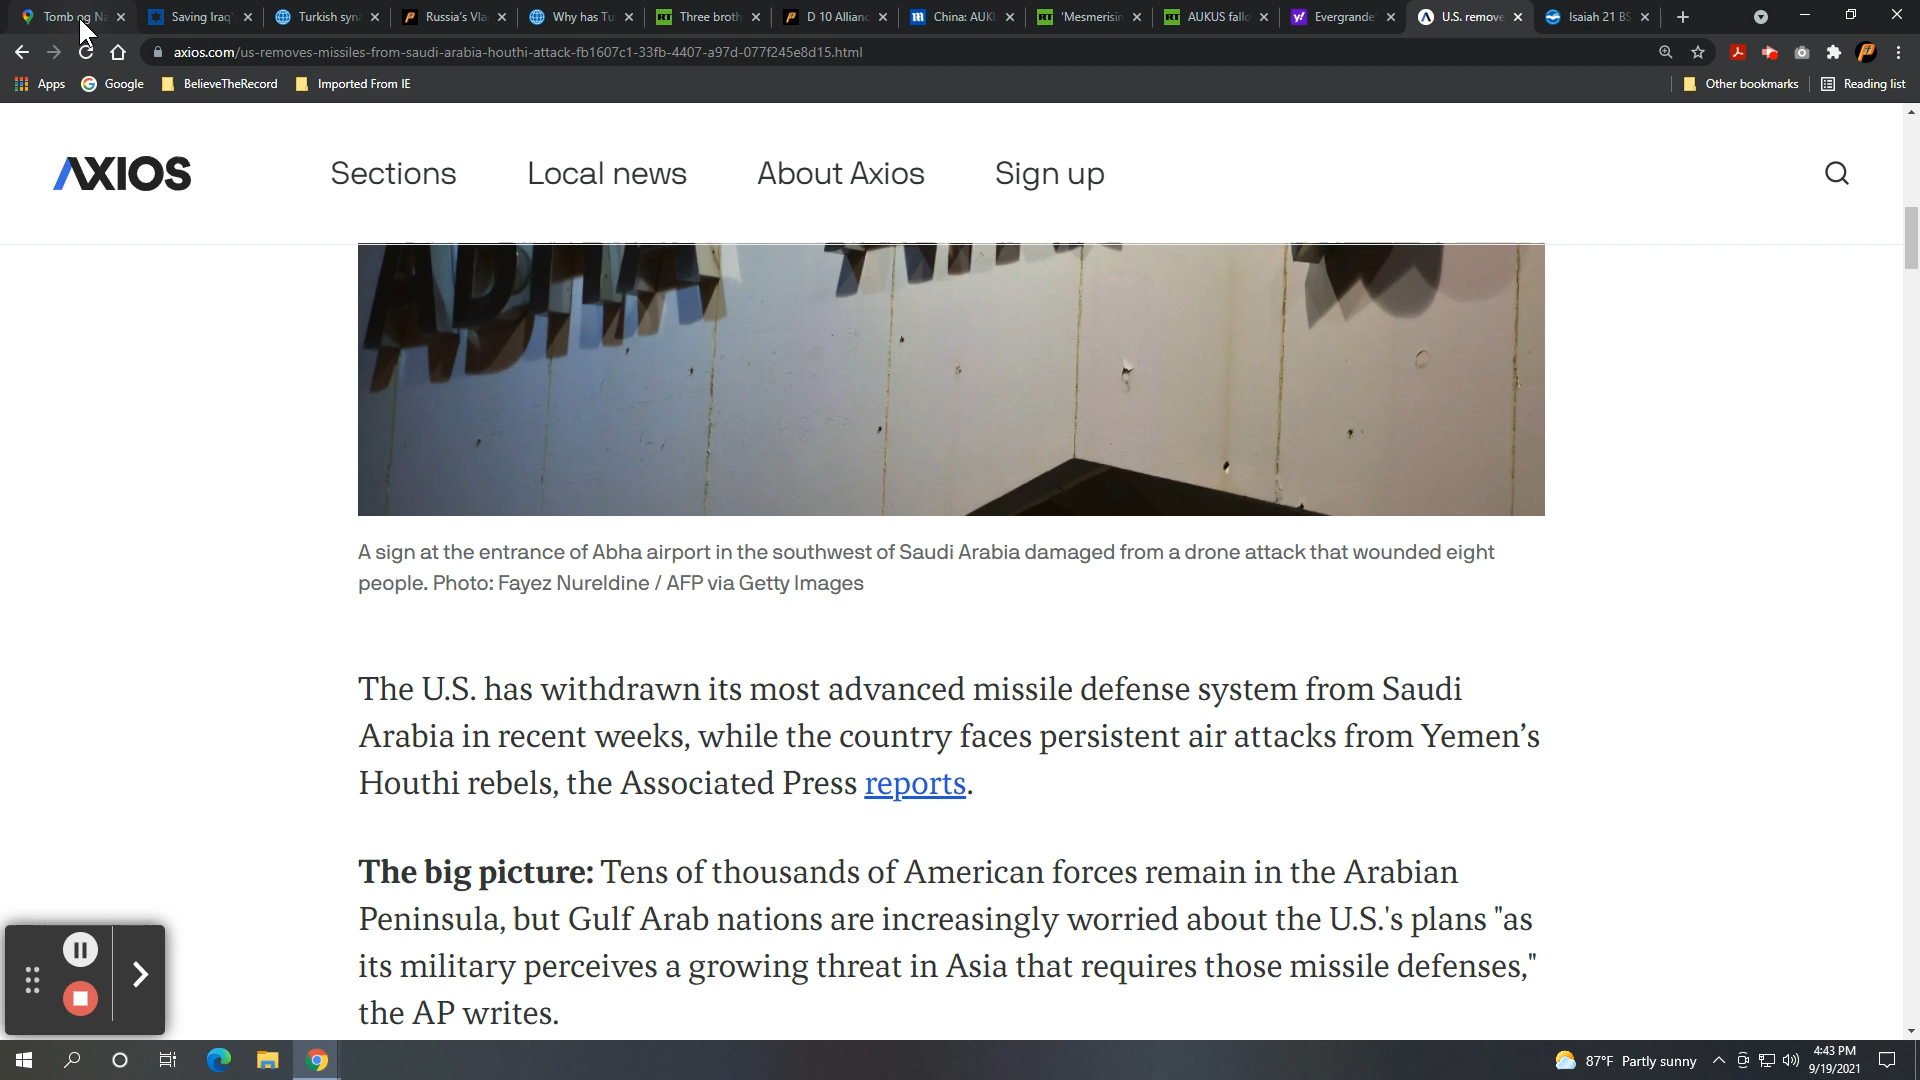 Tomb og Na
Saving Iraq'
Turkish syna
Russia's Vla
Why has Tu
Three broth
D 10 Allianc
China: AUKU
'Mesmerisin
AUKUS fallo
Evergrande'
U.S. remove
Isaiah 21 BS
axios.com/us-removes-missiles-from-saudi-arabia-houthi-attack-fb1607c1-33fb-4407-a97d-077f245e8d15.html
Apps
Google
BelieveTheRecord
Imported From IE
Other bookmarks
Reading list
AXIOS
Sections
Local news
About Axios
Sign up
A sign at the entrance of Abha airport in the southwest of Saudi Arabia damaged from a drone attack that wounded eight
people. Photo: Fayez Nureldine / AFP via Getty Images
The U.S. has withdrawn its most advanced missile defense system from Saudi
Arabia in recent weeks, while the country faces persistent air attacks from Yemen's
Houthi rebels, the Associated Press reports.
The big picture: Tens of thousands of American forces remain in the Arabian
Peninsula, but Gulf Arab nations are increasingly worried about the U.S.'s plans "as
its military perceives a growing threat in Asia that requires those missile defenses,"
the AP writes.
87°F Partly sunny
4:43 PM
9/19/2021